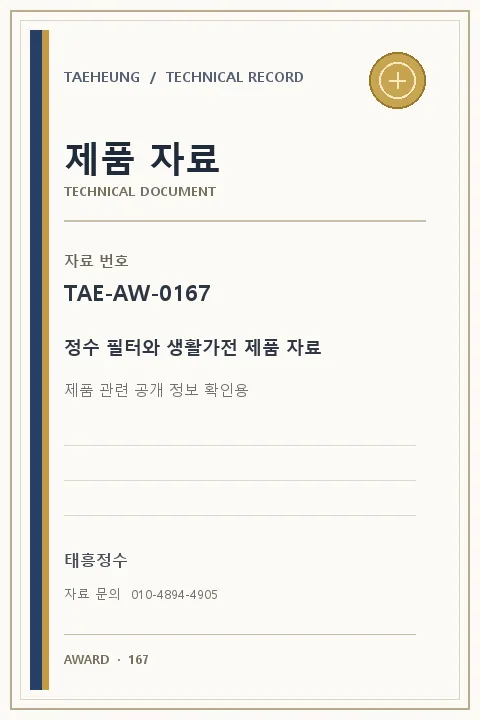 TAEHEUNG / TECHNICAL RECORD
제품 자료
TECHNICAL DOCUMENT
자료 번호
TAE-AW-0167
정수 필터와 생활가전 제품 자료
제품 관련 공개 정보 확인용
태흥정수
자료 문의 010-4894-4905
AWARD · 167